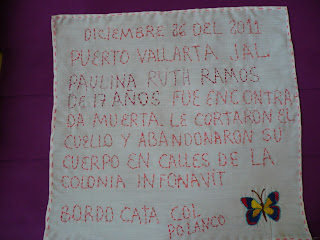 DICIEMBRE 26 DEL 2011
PUERTO VALLARTA JAL.
PAULINA RUTH RAMOS
DE 17 AÑOS FUE ENCONTRA
DA MUERTA. LE CORTARON EL
CUELLO Y ABANDONARON SU
CUERPO EN CALLES DE LA
COLONIA INFONAVIT
BORDO CATA COL
POLANCO